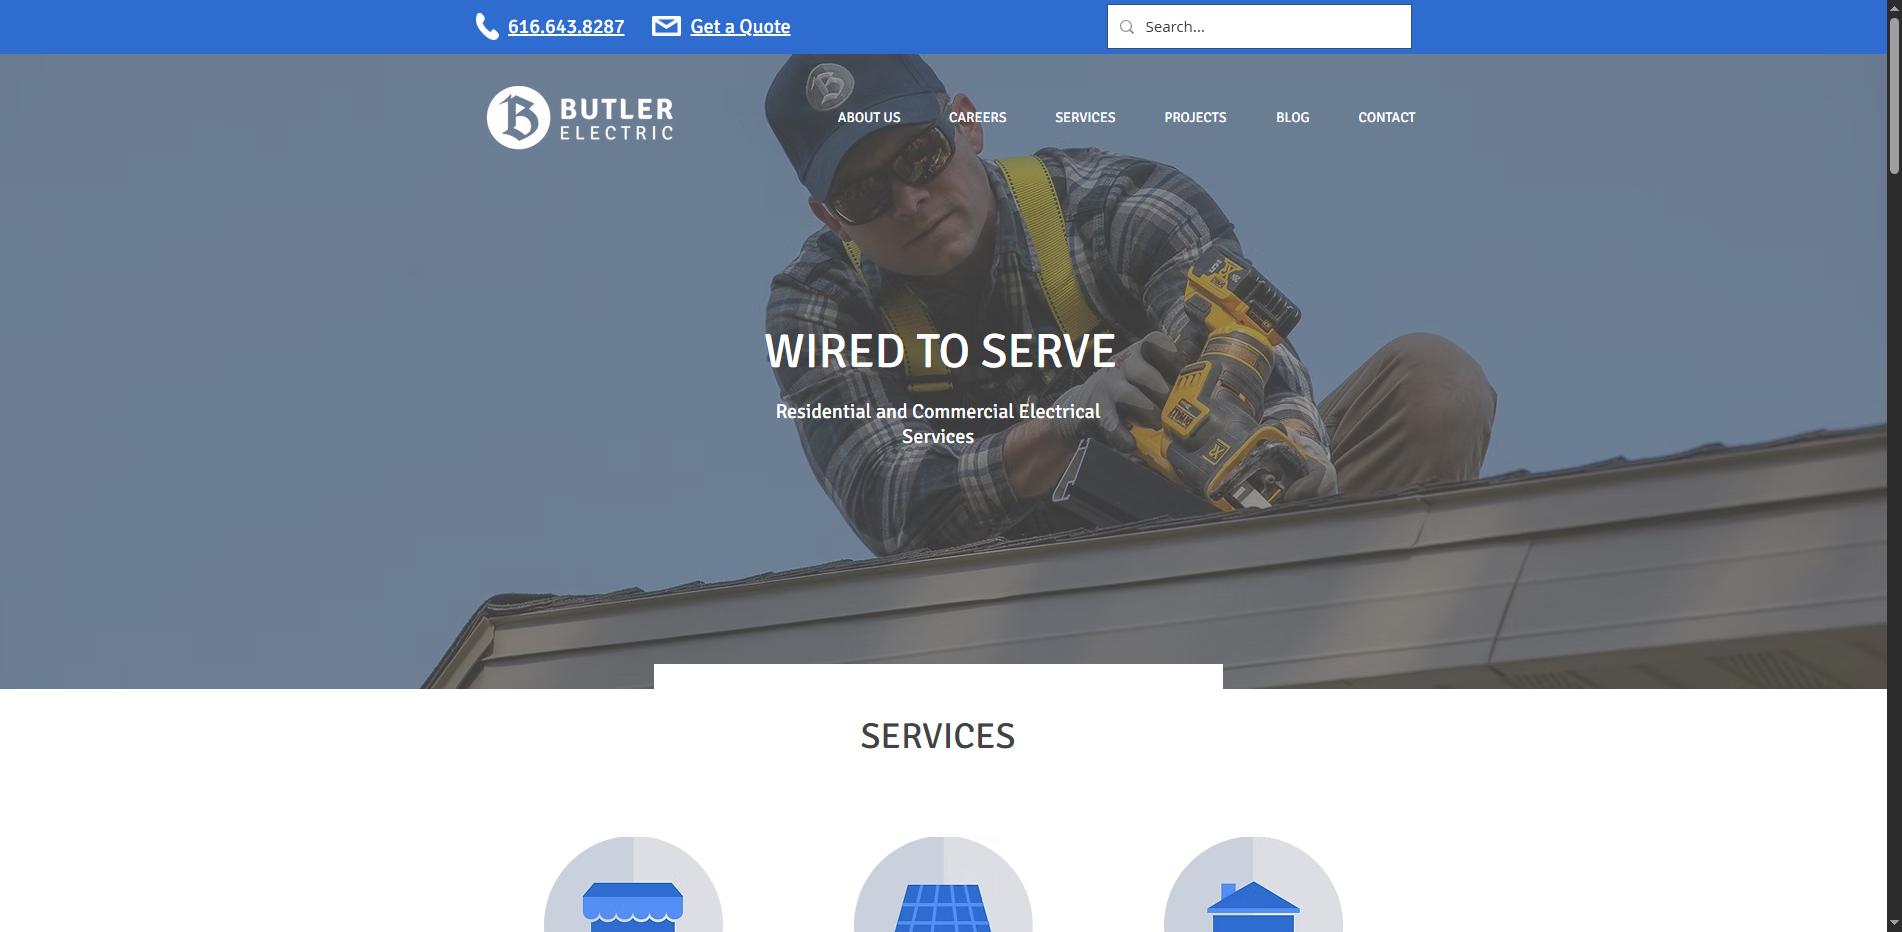 616.643.8287
Get a Quote
Search...
B BUTLER
ELECTRIC
ABOUT US
CAREERS
SERVICES
PROJECTS
BLOG
CONTACT
WIRED TO SERVE
Residential and Commercial Electrical
Services
SERVICES